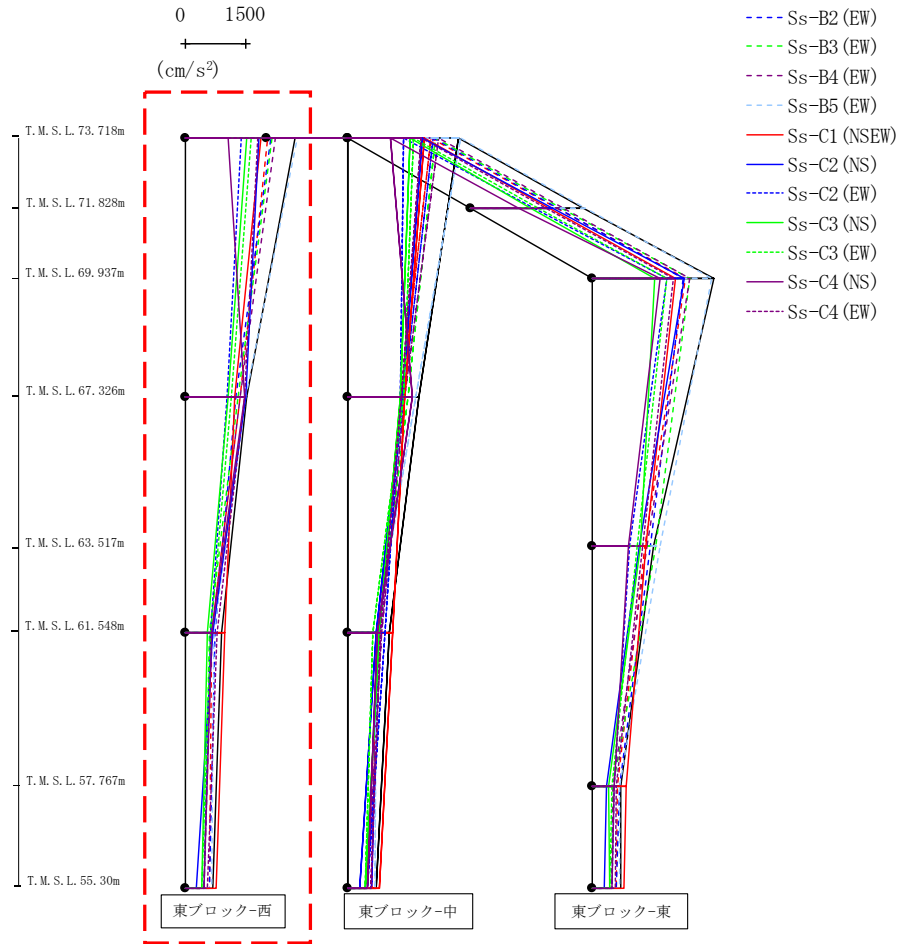 0 1500
(cm/s²)
Ss-B2(EW)
Ss-B3(EW)
Ss-B4(EW)
Ss-B5(EW)
Ss-C1(NSEW)
Ss-C2(NS)
Ss-C2(EW)
Ss-C3(NS)
Ss-C3(EW)
Ss-C4(NS)
Ss-C4(EW)
T.M.S.L.73.718m
T.M.S.L.71.828m
T.M.S.L.69.937m
T.M.S.L.67.326m
T.M.S.L.63.517m
T.M.S.L.61.548m
T.M.S.L.57.767m
T.M.S.L.55.30m
東ブロック-西 東ブロック-中 東ブロック-東